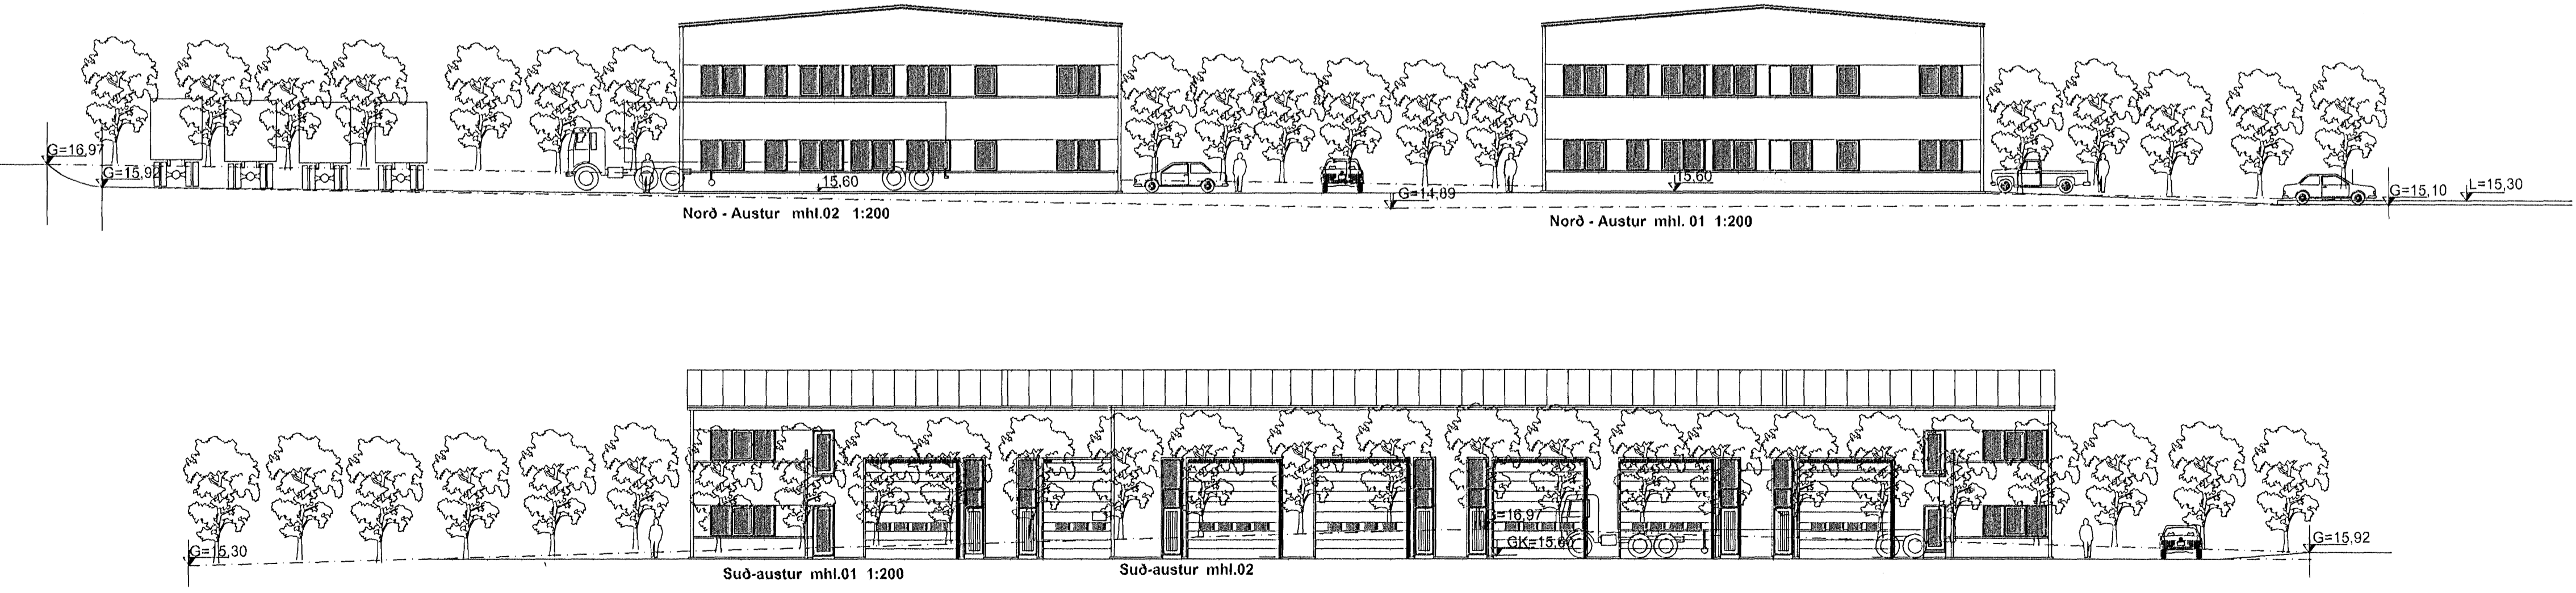 G=16,97
G=15,92
15,60
G=14,89
15,60
G=15,10
L=15,30
Norð - Austur mhl.02 1:200
Norð - Austur mhl. 01 1:200
G=16,97
G=15,30
GK=15,60
G=15,92
Suð-austur mhl.01 1:200
Suð-austur mhl.02